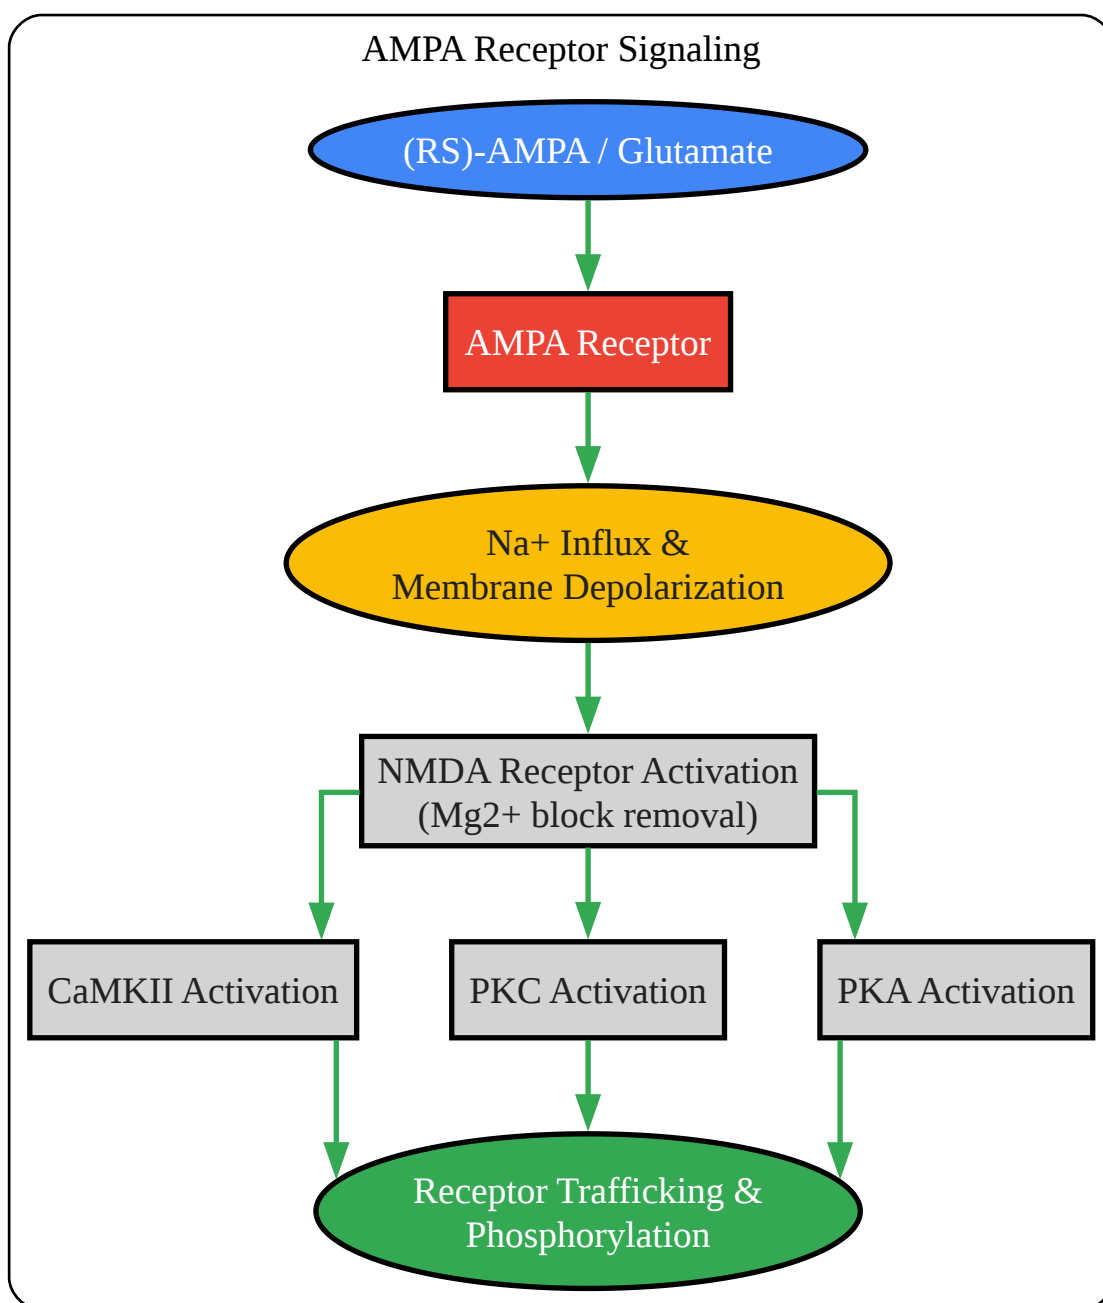 AMPA Receptor Signaling
(RS)-AMPA / Glutamate
AMPA Receptor
Na+ Influx &
Membrane Depolarization
NMDA Receptor Activation
(Mg2+ block removal)
CaMKII Activation
PKC Activation
PKA Activation
Receptor Trafficking &
Phosphorylation